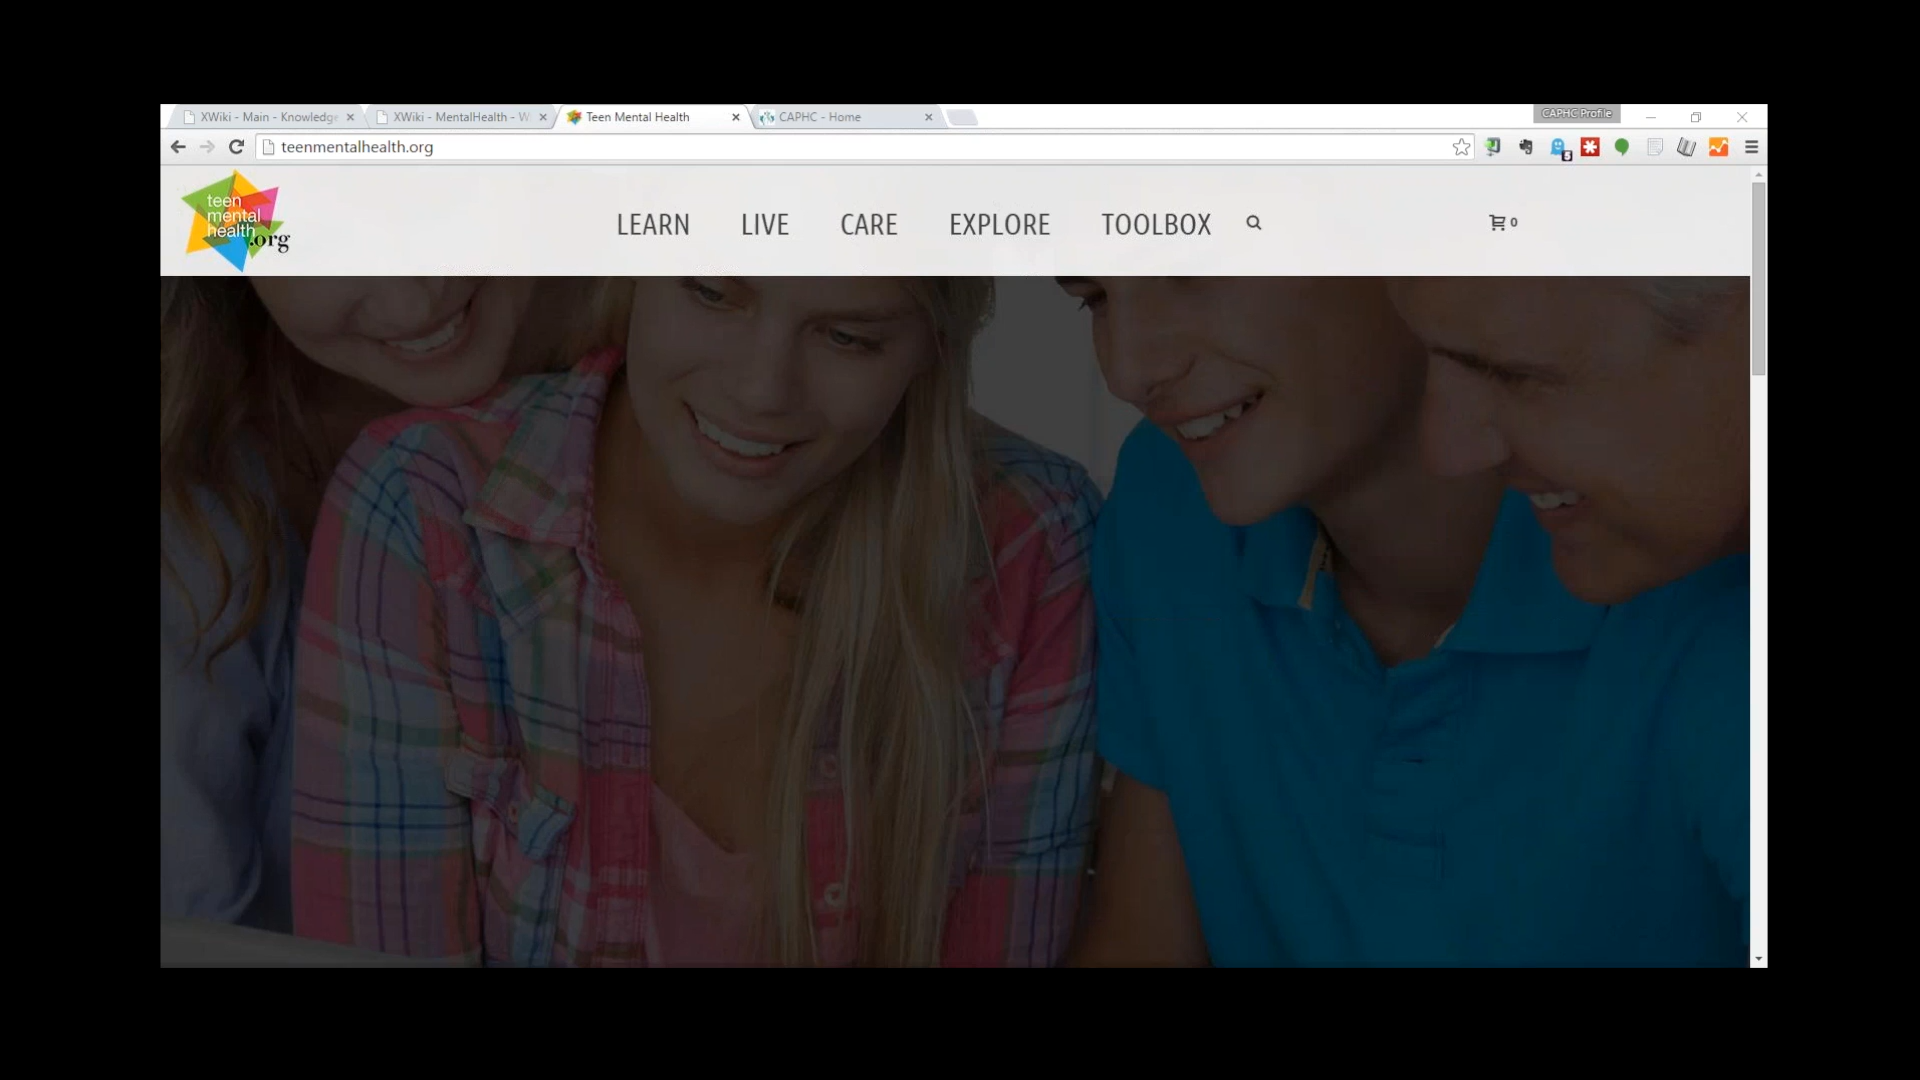 XWiki - Main - Knowledge
XWiki - MentalHealth - W
Teen Mental Health
CAPHC - Home
CAPHC Profile
teenmentalhealth.org
5
teen
mental
health
.org
LEARN
LIVE
CARE
EXPLORE
TOOLBOX
0